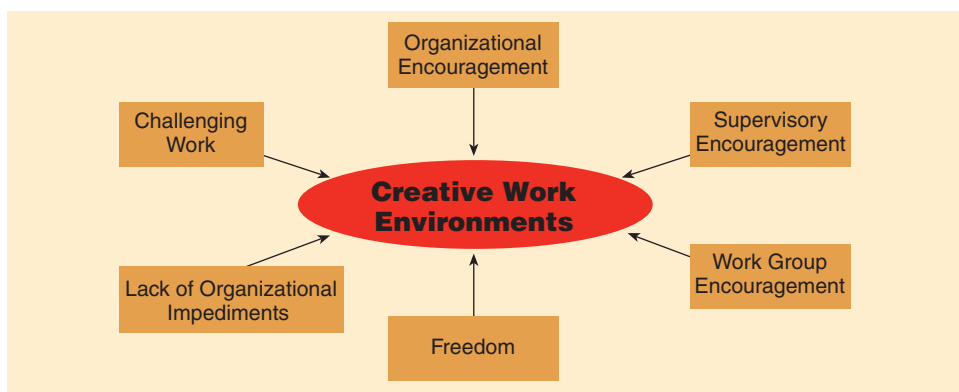 Organizational
Encouragement
Challenging
Work
Supervisory
Encouragement
Creative Work
Environments
Lack of Organizational
Impediments
Work Group
Encouragement
Freedom